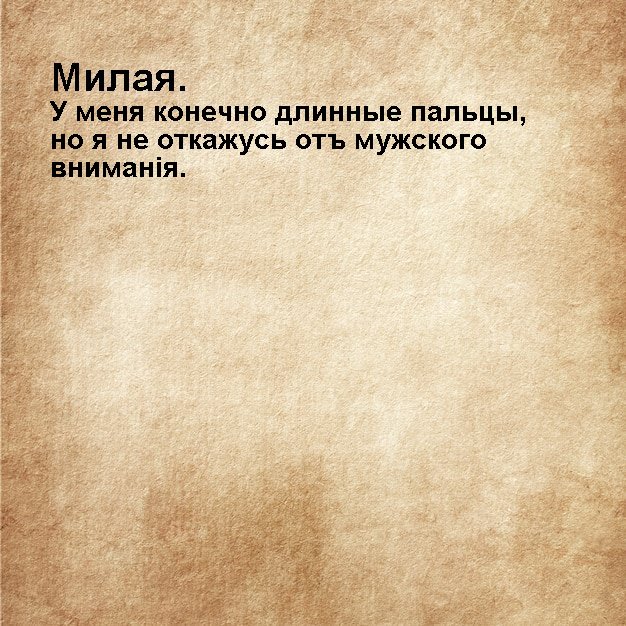 Милая.
У меня конечно длинные пальцы,
но я не откажусь отъ мужского
вниманія.